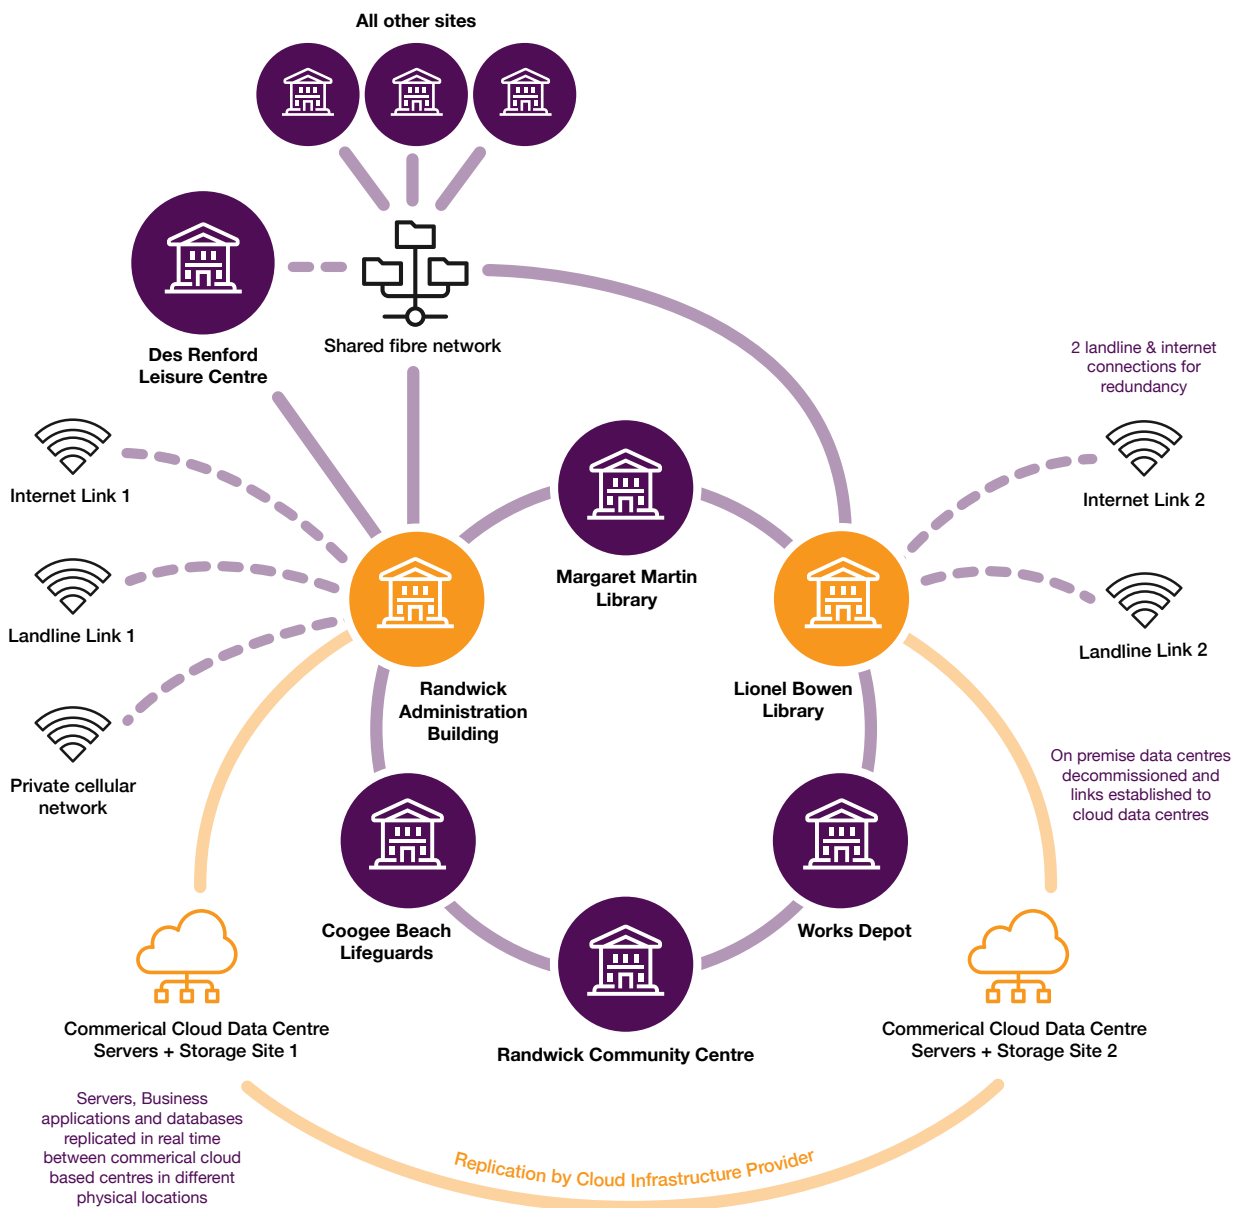 All other sites
Des Renford
Leisure Centre
Shared fibre network
2 landline & internet
connections for
redundancy
Internet Link 1
Internet Link 2
Margaret Martin
Library
Landline Link 1
Landline Link 2
Randwick
Administration
Building
Lionel Bowen
Library
Private cellular
network
On premise data centres
decommissioned and
links established to
cloud data centres
Coogee Beach
Lifeguards
Works Depot
Commerical Cloud Data Centre
Servers + Storage Site 1
Randwick Community Centre
Commerical Cloud Data Centre
Servers + Storage Site 2
Servers, Business
applications and databases
replicated in real time
between commerical cloud
based centres in different
physical locations
Replication by Cloud Infrastructure Provider